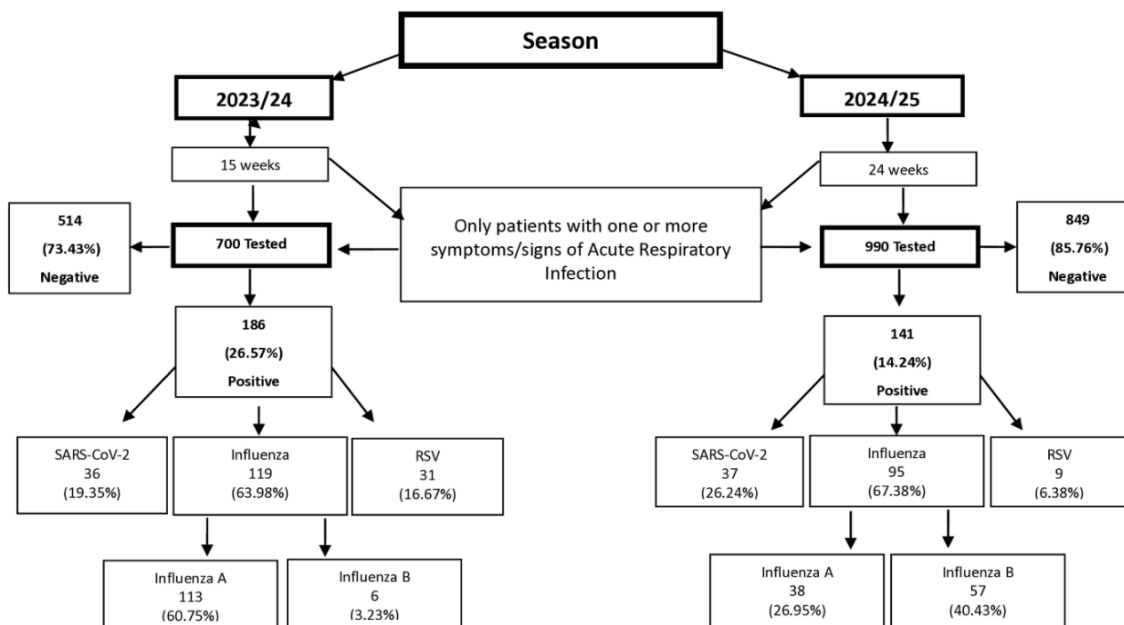 Season
2023/24
2024/25
15 weeks
24 weeks
514
(73.43%)
Negative
700 Tested
Only patients with one or more
symptoms/signs of Acute Respiratory
Infection
990 Tested
849
(85.76%)
Negative
186
(26.57%)
Positive
141
(14.24%)
Positive
SARS-CoV-2
36
(19.35%)
Influenza
119
(63.98%)
RSV
31
(16.67%)
SARS-CoV-2
37
(26.24%)
Influenza
95
(67.38%)
RSV
9
(6.38%)
Influenza A
113
(60.75%)
Influenza B
6
(3.23%)
Influenza A
38
(26.95%)
Influenza B
57
(40.43%)